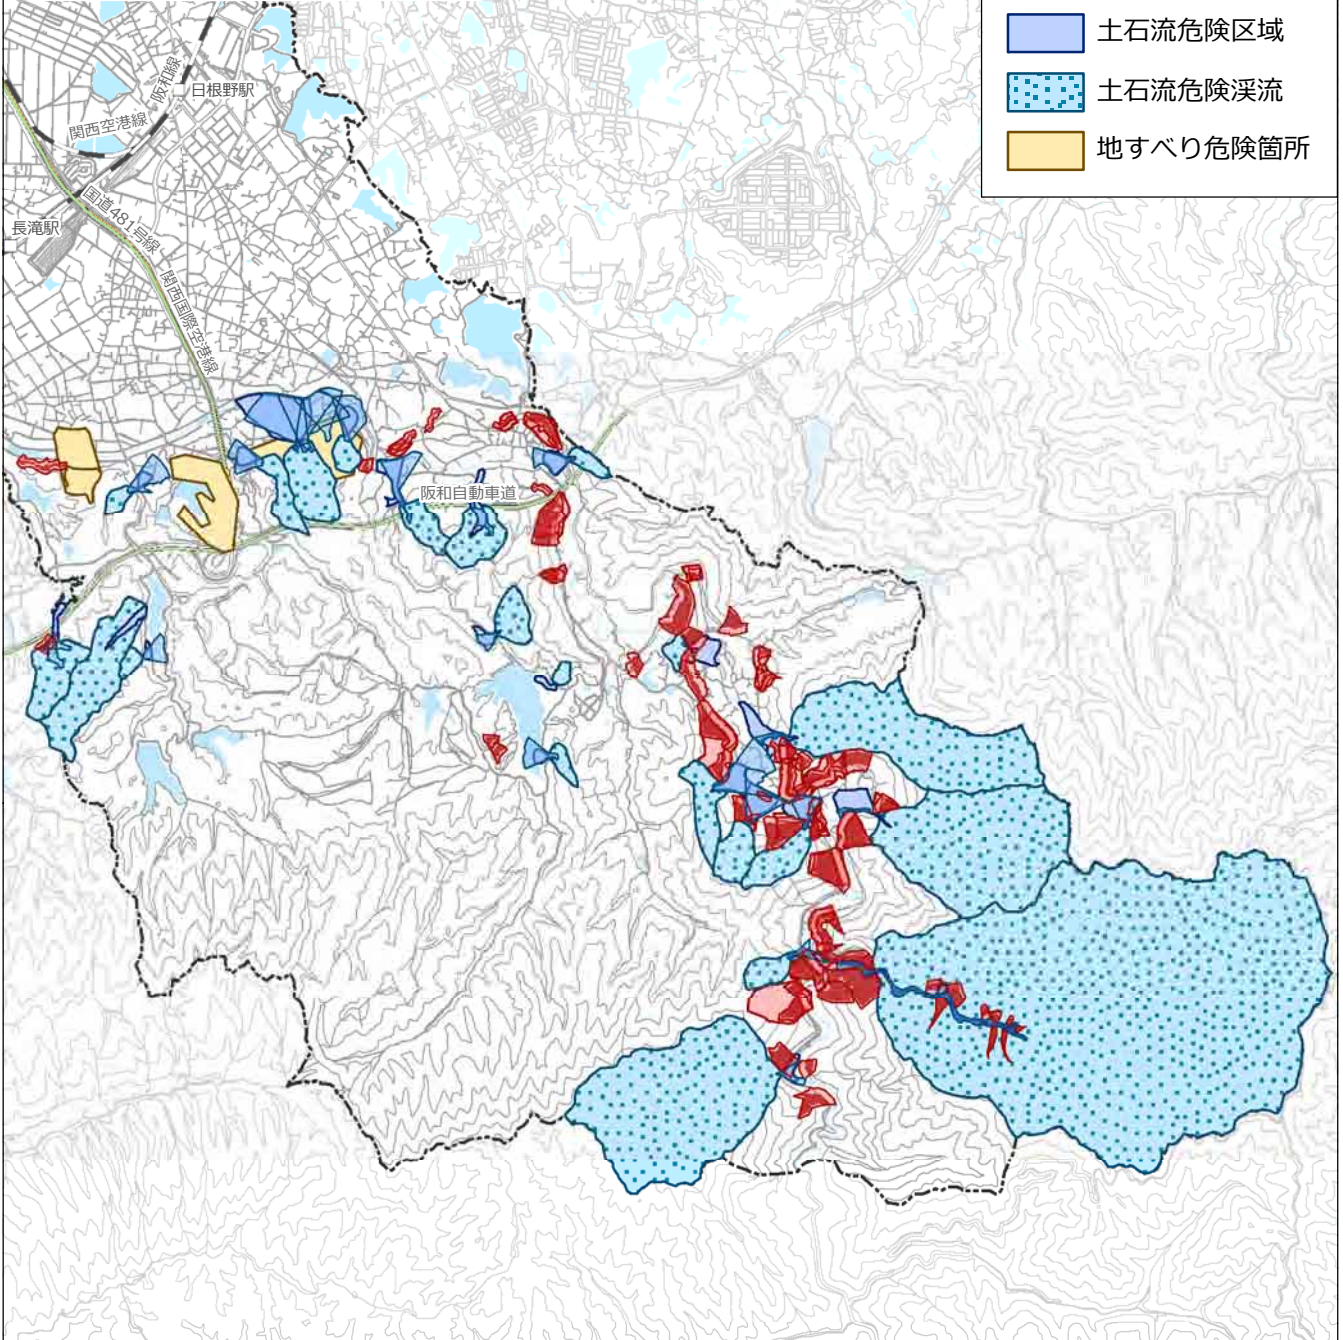 土石流危険区域
土石流危険渓流
地すべり危険箇所
阪和線
日根野駅
関西空港線
国道481号線
長滝駅
関西国際空港線
阪和自動車道